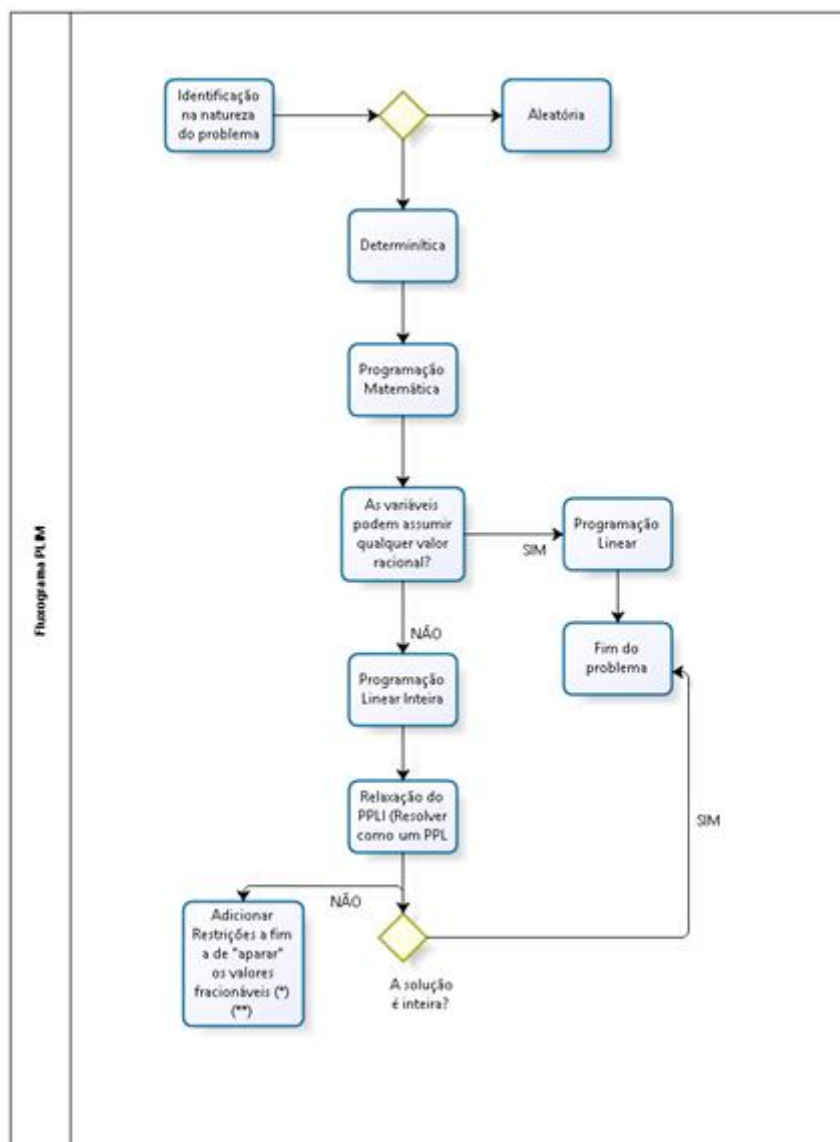 Fluxograma PLIM
Identificação
na natureza
do problema
Aleatória
Determinítica
Programação
Matemática
As variáveis
podem assumir
qualquer valor
racional?
SIM
Programação
Linear
NÃO
Fim do
problema
Programação
Linear Inteira
Relaxação do
PPLI (Resolver
como um PPL
SIM
NÃO
Adicionar
Restrições a fim
a de "aparar"
os valores
fracionáveis (*)
(**)
A solução
é inteira?